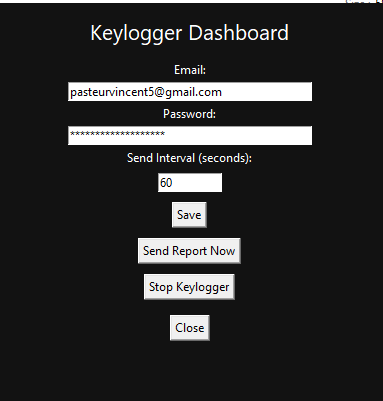 Keylogger Dashboard
Email:
pasteurvincent5@gmail.com
Password:
*******************
Send Interval (seconds):
60
Save
Send Report Now
Stop Keylogger
Close